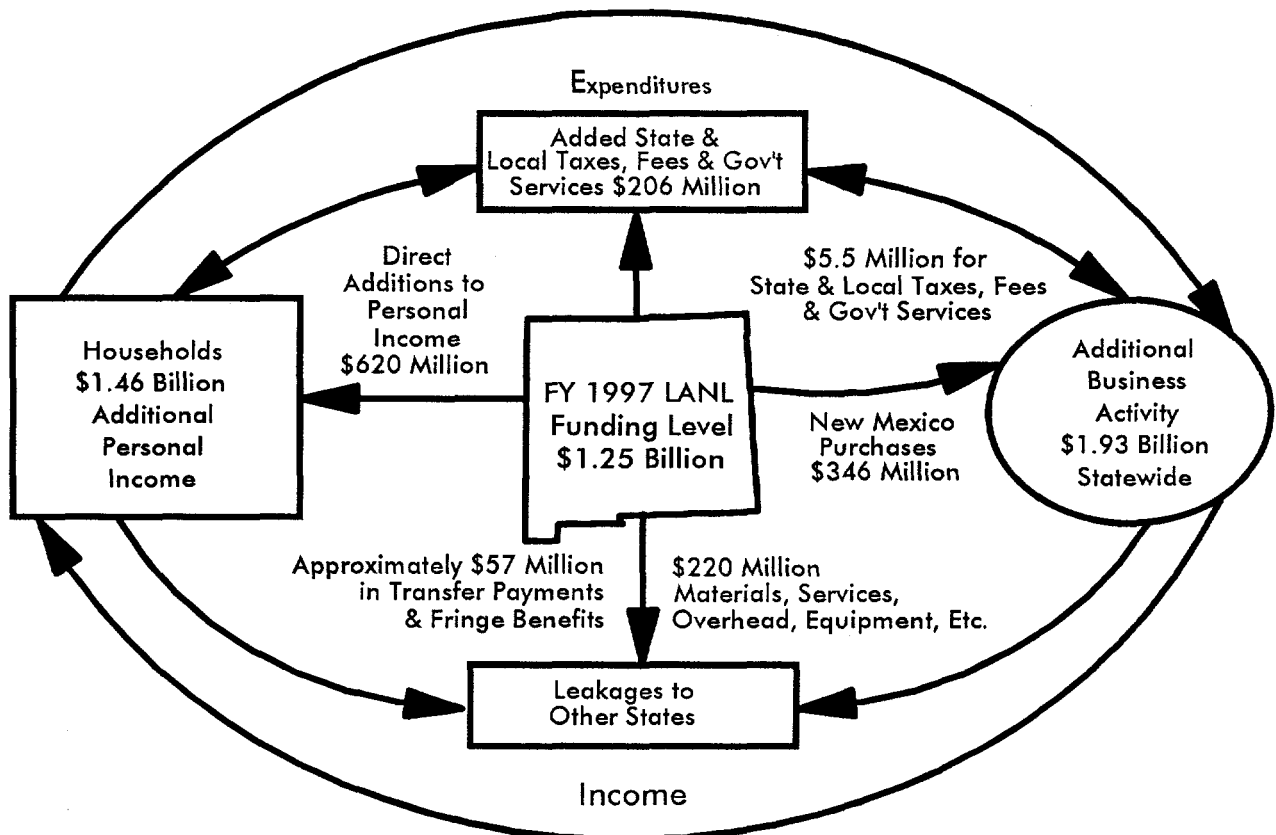 Expenditures
Added State &
Local Taxes, Fees & Gov't
Services $206 Million
Direct
Additions to
Personal
Income
$620 Million
$5.5 Million for
State & Local Taxes, Fees
& Gov't Services
Households
$1.46 Billion
Additional
Personal
Income
FY 1997 LANL
Funding Level
$1.25 Billion
New Mexico
Purchases
$346 Million
Additional
Business
Activity
$1.93 Billion
Statewide
Approximately $57 Million
in Transfer Payments
& Fringe Benefits
$220 Million
Materials, Services,
Overhead, Equipment, Etc.
Leakages to
Other States
Income